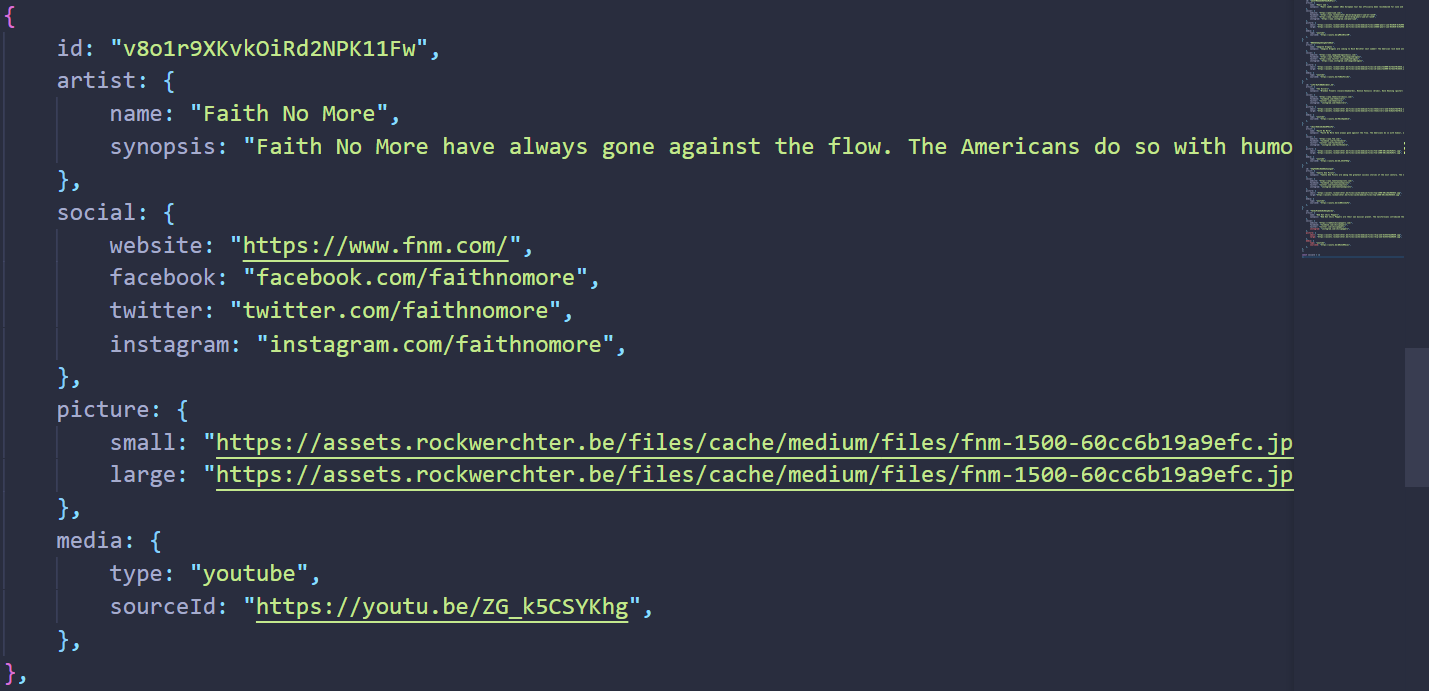 {
    id: "v8o1r9XKvkOiRd2NPK11Fw",
    artist: {
        name: "Faith No More",
        synopsis: "Faith No More have always gone against the flow. The Americans do so with humo
    },
    social: {
        website: "https://www.fnm.com/",
        facebook: "facebook.com/faithnomore",
        twitter: "twitter.com/faithnomore",
        instagram: "instagram.com/faithnomore",
    },
    picture: {
        small: "https://assets.rockwerchter.be/files/cache/medium/files/fnm-1500-60cc6b19a9efc.jp
        large: "https://assets.rockwerchter.be/files/cache/medium/files/fnm-1500-60cc6b19a9efc.jp
    },
    media: {
        type: "youtube",
        sourceId: "https://youtu.be/ZG_k5CSYKhg",
    },
},